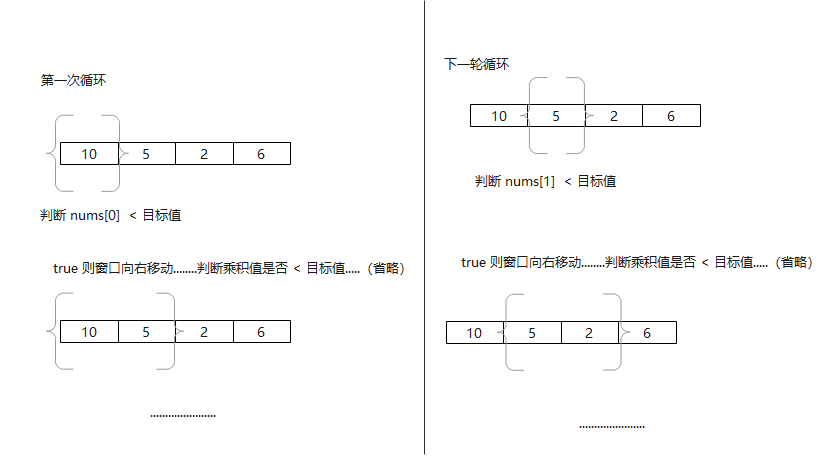 第一次循环
10 5 2 6
判断 nums[0] < 目标值
true 则窗口向右移动........判断乘积值是否 < 目标值.....（省略）
10 5 2 6
......................
下一轮循环
10 5 2 6
判断 nums[1] < 目标值
true 则窗口向右移动........判断乘积值是否 < 目标值.....（省略）
10 5 2 6
......................